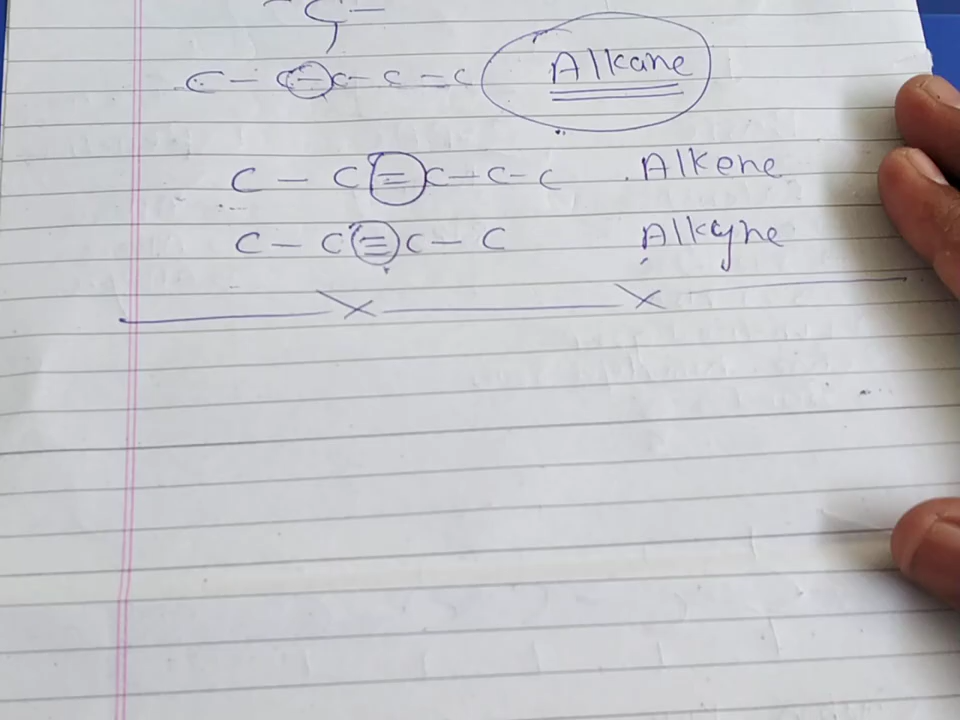 - C -
C - C - C - C - C Alkane
C - C = C - C - C Alkene
C - C ≡ C - C Alkyne